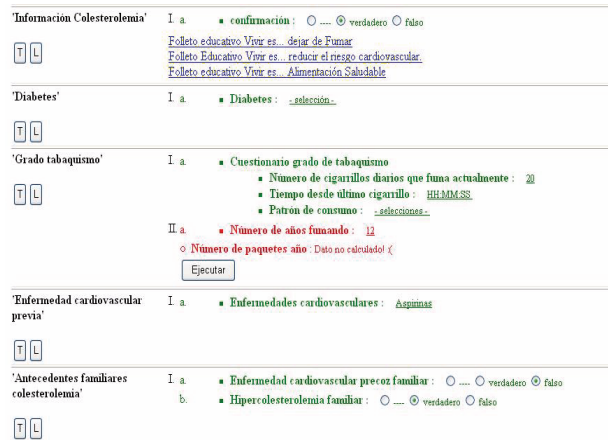 'Información Colesterolemia' I. a. ▪ confirmación : ---- verdadero falso
T L
Folleto educativo Vivir es... dejar de Fumar
Folleto Educativo Vivir es... reducir el riesgo cardiovascular.
Folleto educativo Vivir es... Alimentación Saludable
'Diabetes' I. a. ▪ Diabetes : - selección -
T L
'Grado tabaquismo' I. a. ▪ Cuestionario grado de tabaquismo
T L
▪ Número de cigarrillos diarios que fuma actualmente : 20
▪ Tiempo desde último cigarrillo : HH:MM:SS
▪ Patrón de consumo : - selecciones -
II. a. ▪ Número de años fumando : 12
○ Número de paquetes año : Dato no calculado! :(
Ejecutar
'Enfermedad cardiovascular previa' I. a. ▪ Enfermedades cardiovasculares : Aspirinas
T L
'Antecedentes familiares colesterolemia' I. a. ▪ Enfermedad cardiovascular precoz familiar : ---- verdadero falso
b. ▪ Hipercolesterolemia familiar : ---- verdadero falso
T L